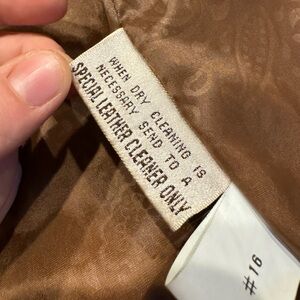 WHEN DRY CLEANING IS
NECESSARY SEND TO A
SPECIAL LEATHER CLEANER ONLY
#16